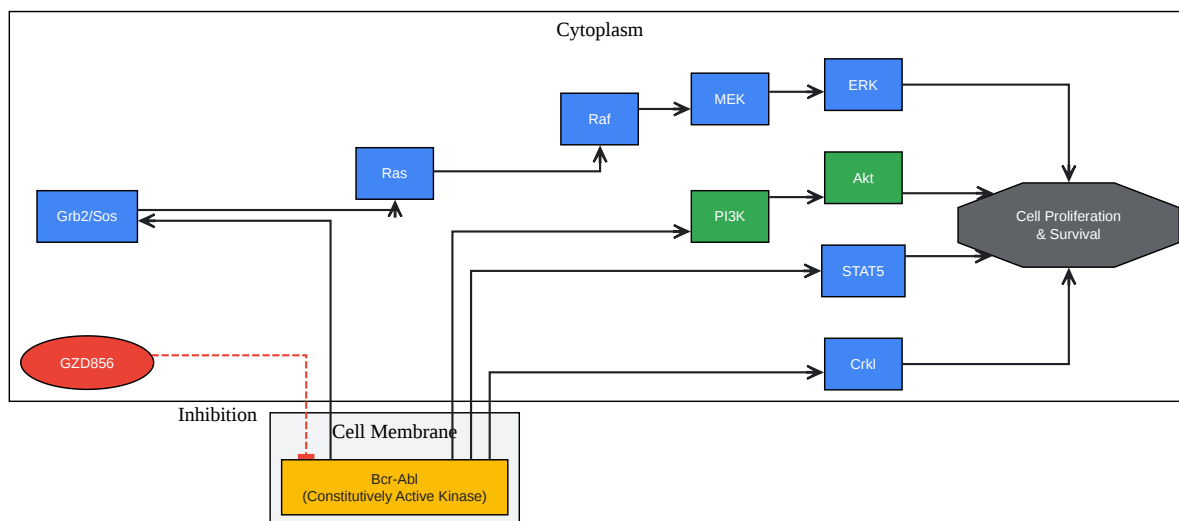 Cytoplasm
ERK
MEK
Raf
Ras
Akt
Grb2/Sos
PI3K
Cell Proliferation
& Survival
STAT5
GZD856
Crkl
Inhibition
Cell Membrane
Bcr-Abl
(Constitutively Active Kinase)